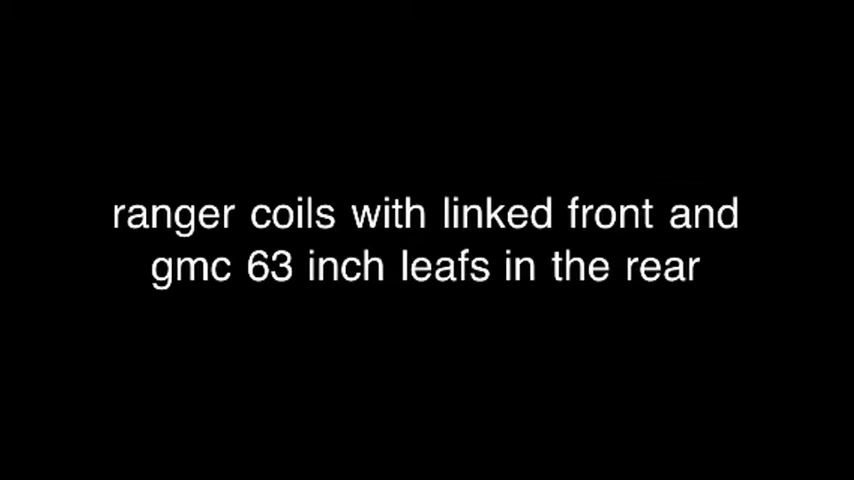 ranger coils with linked front and
gmc 63 inch leafs in the rear